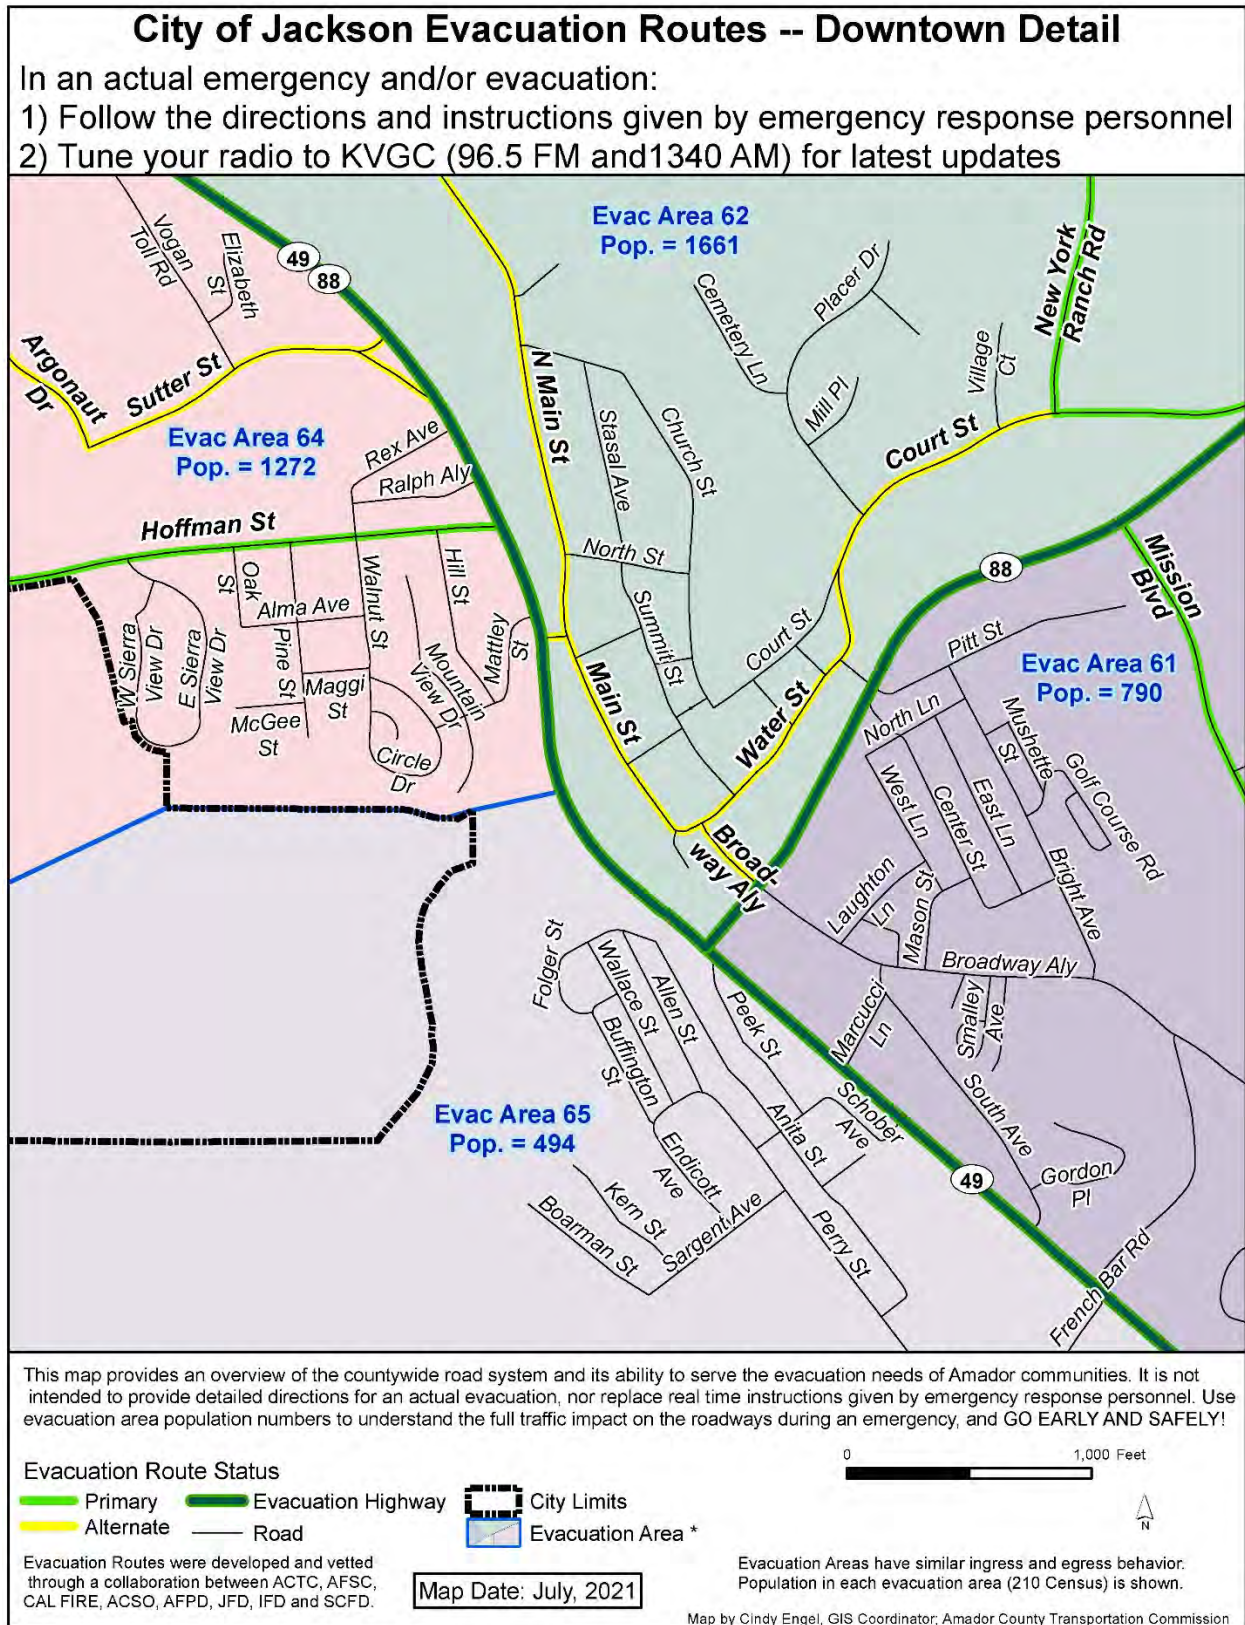 City of Jackson Evacuation Routes -- Downtown Detail
In an actual emergency and/or evacuation:
1) Follow the directions and instructions given by emergency response personnel
2) Tune your radio to KVGC (96.5 FM and1340 AM) for latest updates
Evac Area 62
Pop. = 1661
Vogan
Toll Rd
Elizabeth
St
49
88
New York
Ranch Rd
Placer Dr
Cemetery Ln
Argonaut
Dr
Sutter St
N Main St
Village
Ct
Mill Pl
Evac Area 64
Pop. = 1272
Rex Ave
Ralph Aly
Stasal Ave
Church St
Court St
Hoffman St
North St
88
Mission
Blvd
Oak
St
Alma Ave
Walnut St
Hill St
Pine St
Mattley
St
Summit St
Court St
Pitt St
Evac Area 61
Pop. = 790
W Sierra
View Dr
E Sierra
View Dr
Maggi
St
McGee
St
Mountain
View Dr
Circle
Dr
Main St
Water St
North Ln
Mushette
St
Golf Course Rd
West Ln
Center St
East Ln
Broad-
way Aly
Bright Ave
Laughton
Ln
Mason St
Broadway Aly
Folger St
Wallace St
Allen St
Peek St
Marcucci
Ln
Smalley
Ave
Buffington
St
Evac Area 65
Pop. = 494
Anita St
Schober
Ave
South Ave
Endicott
Ave
49
Gordon
Pl
Kern St
Boarman St
Sargent Ave
Perry St
French Bar Rd
This map provides an overview of the countywide road system and its ability to serve the evacuation needs of Amador communities. It is not
intended to provide detailed directions for an actual evacuation, nor replace real time instructions given by emergency response personnel. Use
evacuation area population numbers to understand the full traffic impact on the roadways during an emergency, and GO EARLY AND SAFELY!
0 1,000 Feet
Evacuation Route Status
Primary Evacuation Highway City Limits
Alternate Road Evacuation Area *
N
Evacuation Routes were developed and vetted
through a collaboration between ACTC, AFSC,
CAL FIRE, ACSO, AFPD, JFD, IFD and SCFD.
Map Date: July, 2021
Evacuation Areas have similar ingress and egress behavior.
Population in each evacuation area (210 Census) is shown.
Map by Cindy Engel, GIS Coordinator; Amador County Transportation Commission